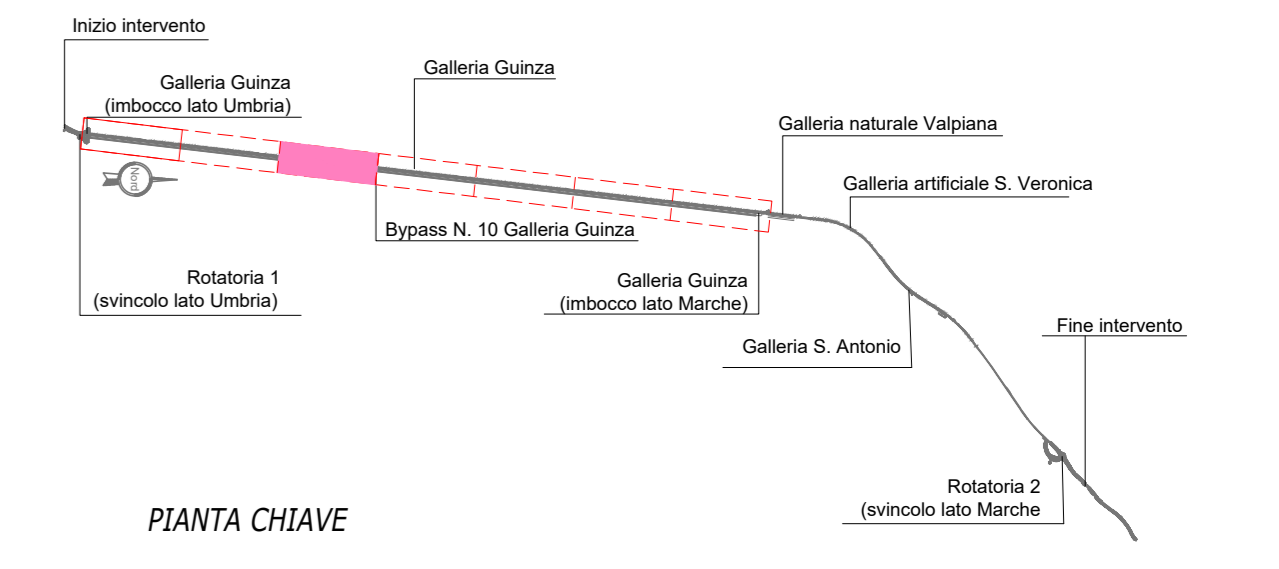 Inizio intervento
Galleria Guinza
(imbocco lato Umbria)
Galleria Guinza
Galleria naturale Valpiana
Galleria artificiale S. Veronica
Nord
Bypass N. 10 Galleria Guinza
Rotatoria 1
(svincolo lato Umbria)
Galleria Guinza
(imbocco lato Marche)
Galleria S. Antonio
Fine intervento
Rotatoria 2
(svincolo lato Marche
PIANTA CHIAVE